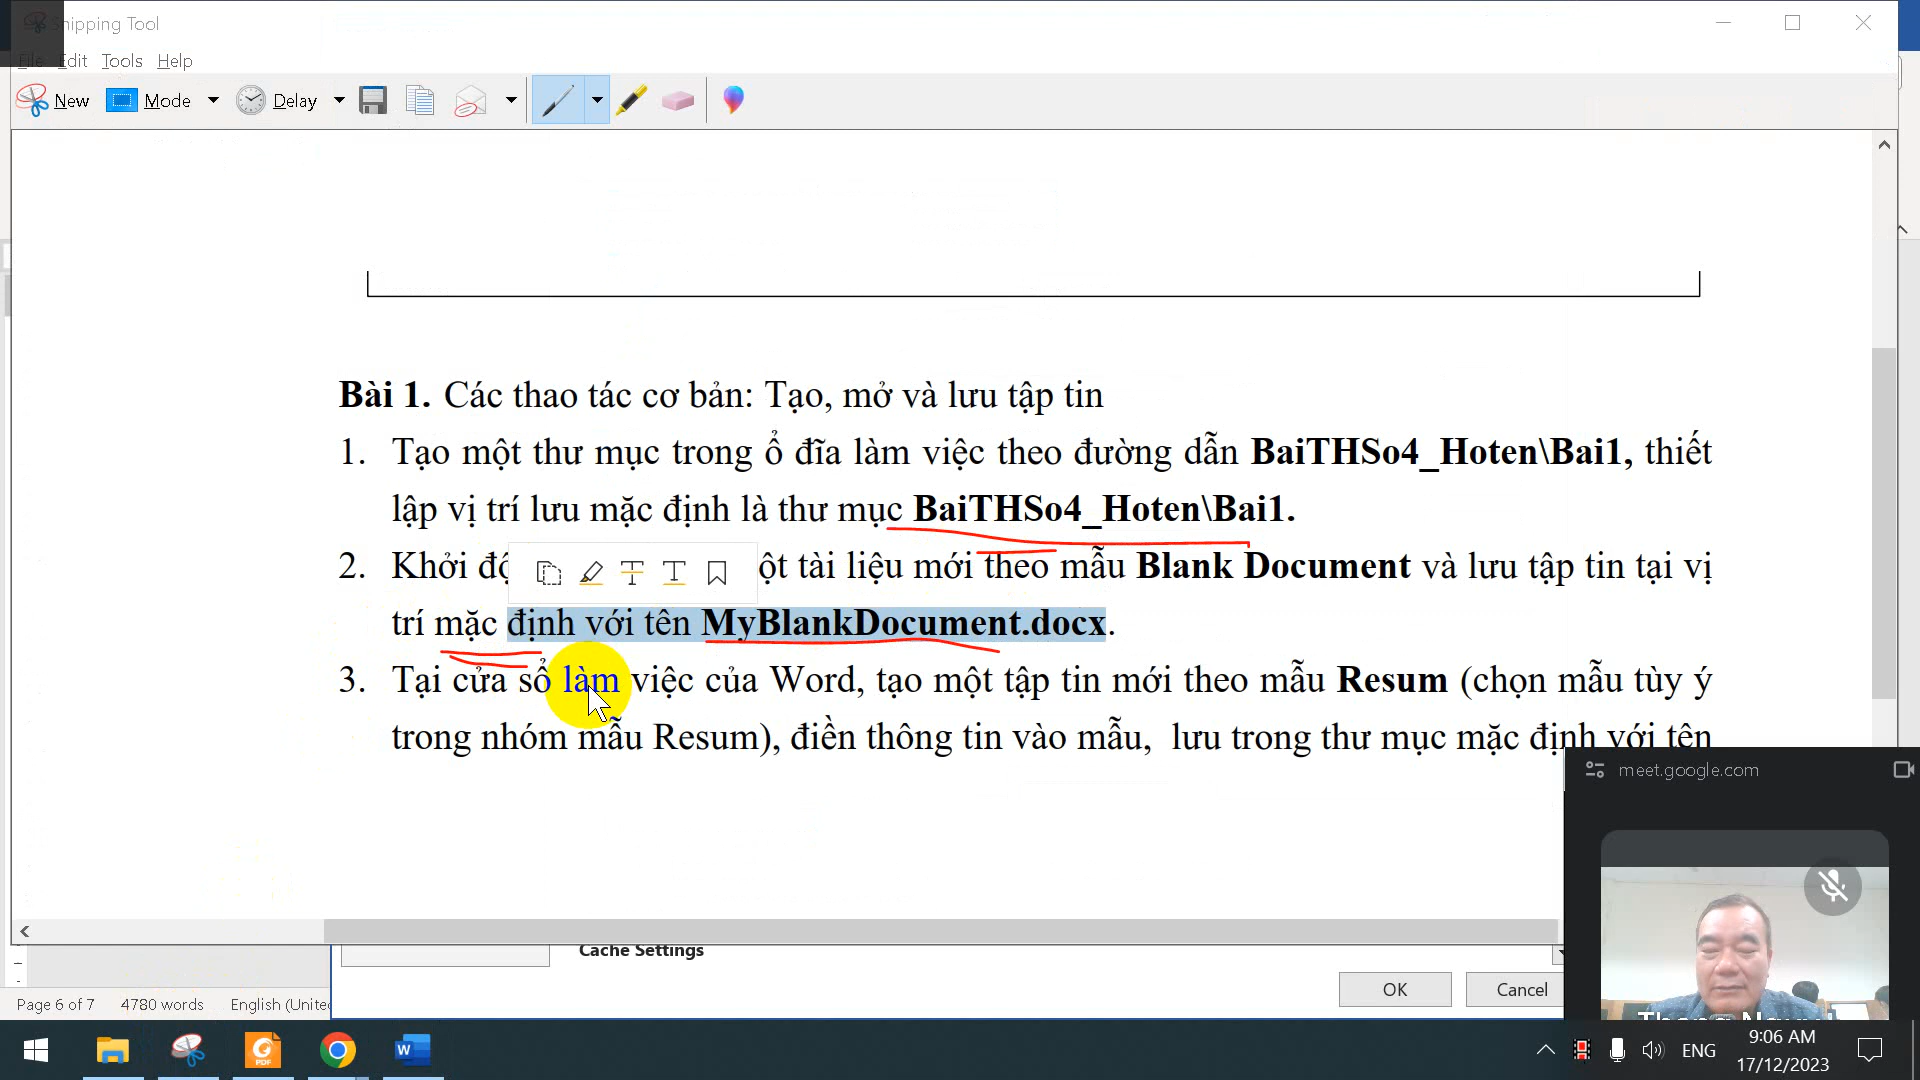 Snipping Tool
File Edit Tools Help
New Mode Delay
Bài 1. Các thao tác cơ bản: Tạo, mở và lưu tập tin
1. Tạo một thư mục trong ổ đĩa làm việc theo đường dẫn BaiTHSo4_Hoten\Bai1, thiết
lập vị trí lưu mặc định là thư mục BaiTHSo4_Hoten\Bai1.
2. Khởi ột tài liệu mới theo mẫu Blank Document và lưu tập tin tại vị
trí mặc định với tên MyBlankDocument.docx.
3. Tại cửa sổ làm việc của Word, tạo một tập tin mới theo mẫu Resum (chọn mẫu tùy ý
trong nhóm mẫu Resum), điền thông tin vào mẫu, lưu trong thư mục mặc định với tên
meet.google.com
Cache Settings
OK Cancel
Page 6 of 7 4780 words English (United
ENG
9:06 AM
17/12/2023